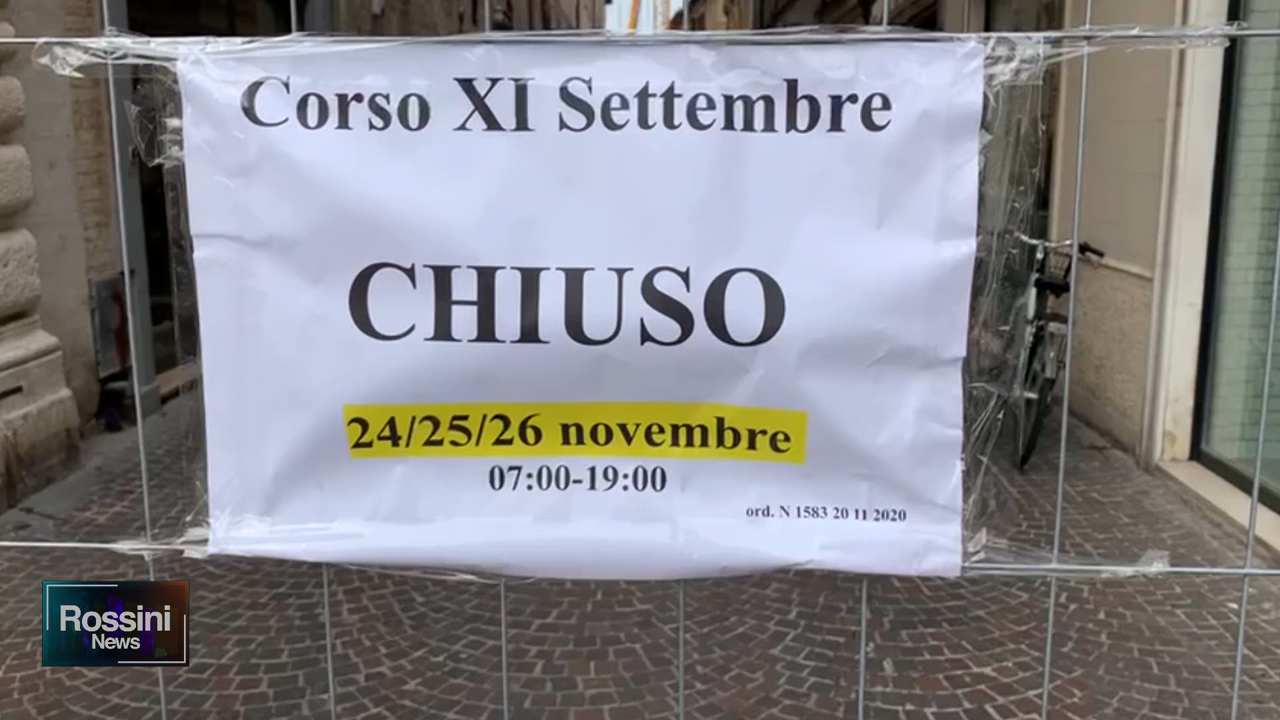 Corso XI Settembre
CHIUSO
24/25/26 novembre
07:00-19:00
ord. N 1583 20 11 2020
Rossini
News